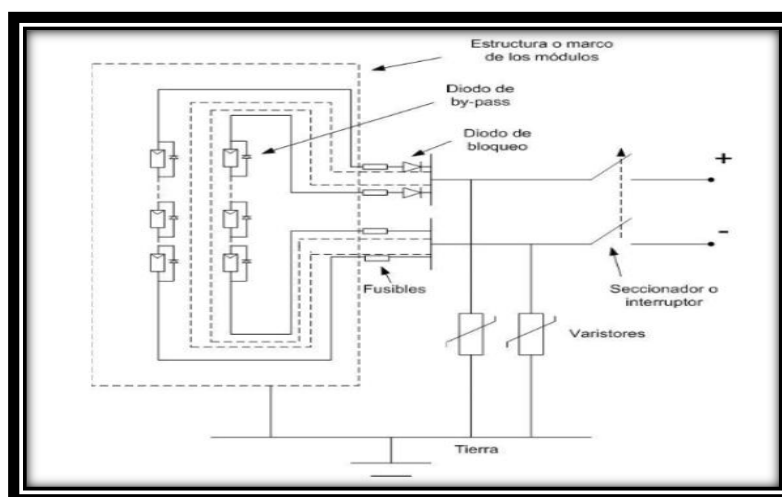 Estructura o marco
de los módulos
Diodo de
by-pass
Diodo de
bloqueo
+
-
Fusibles
Seccionador o
interruptor
Varistores
Tierra